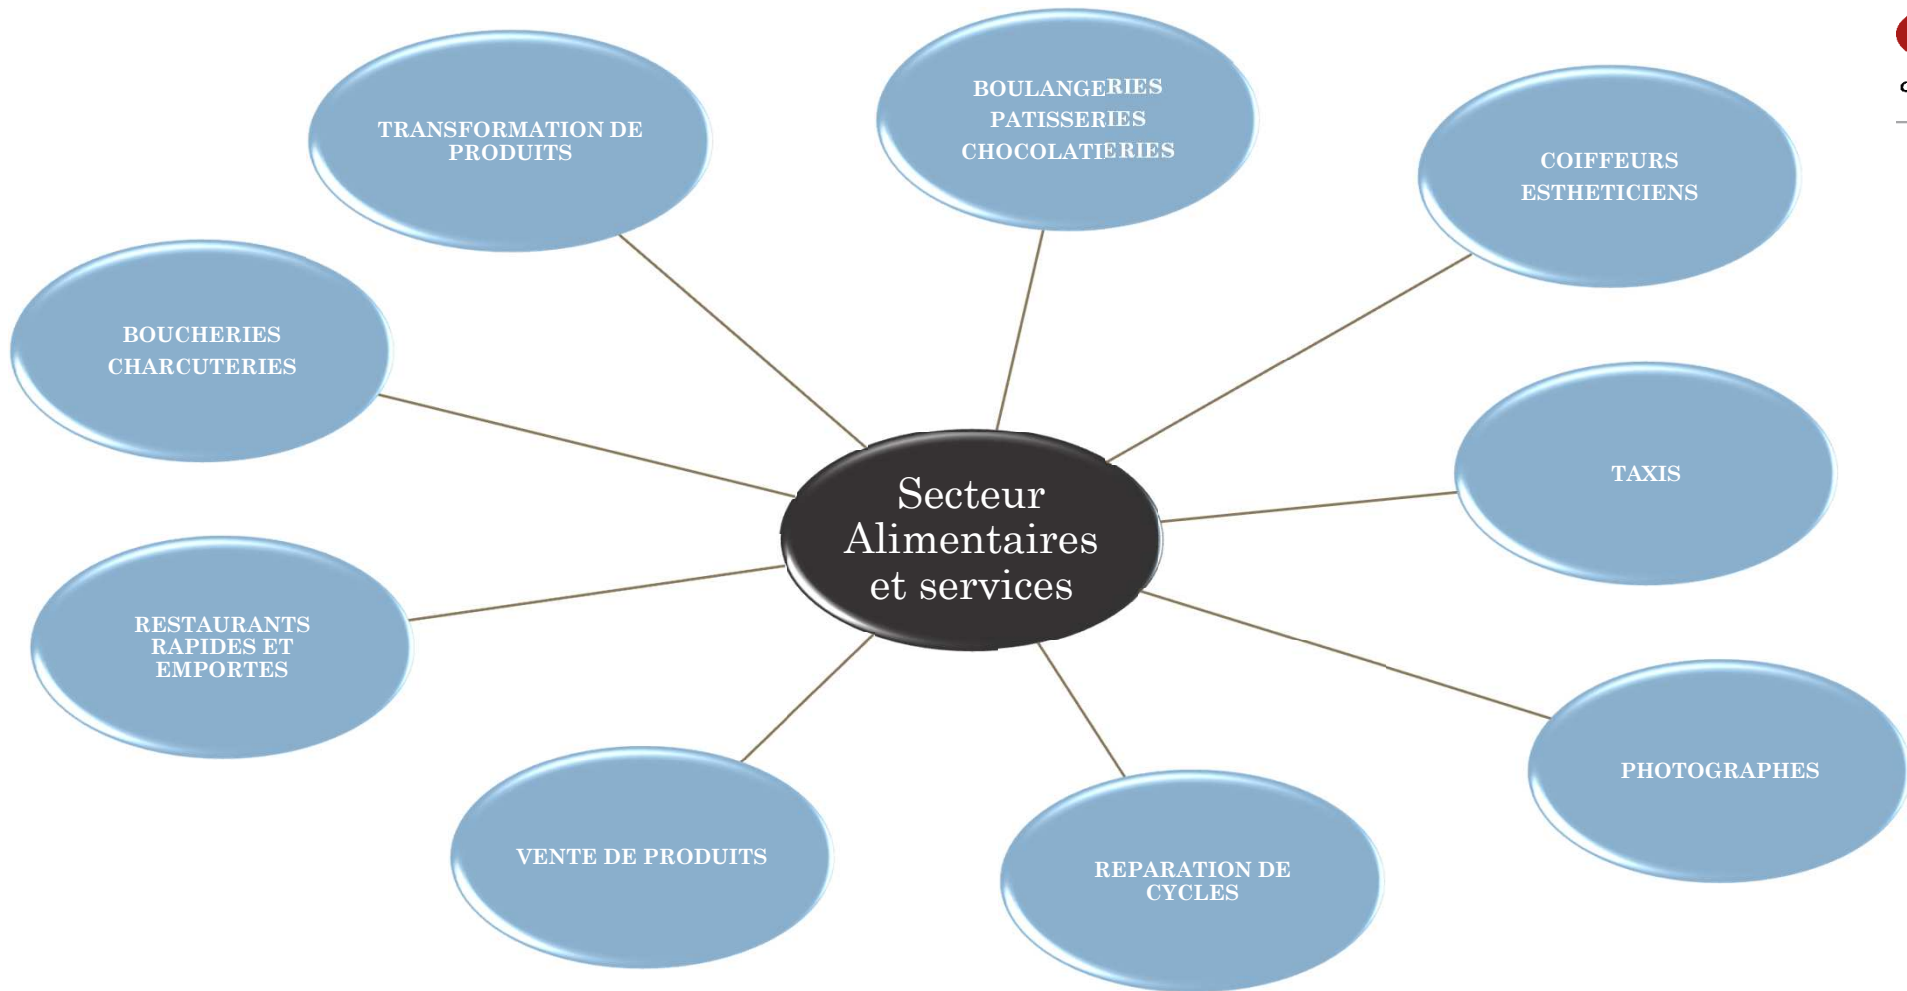 BOULANGERIES
PATISSERIES
CHOCOLATIERIES
TRANSFORMATION DE
PRODUITS
COIFFEURS
ESTHETICIENS
BOUCHERIES
CHARCUTERIES
TAXIS
Secteur
Alimentaires
et services
RESTAURANTS
RAPIDES ET
EMPORTES
PHOTOGRAPHES
VENTE DE PRODUITS
REPARATION DE
CYCLES